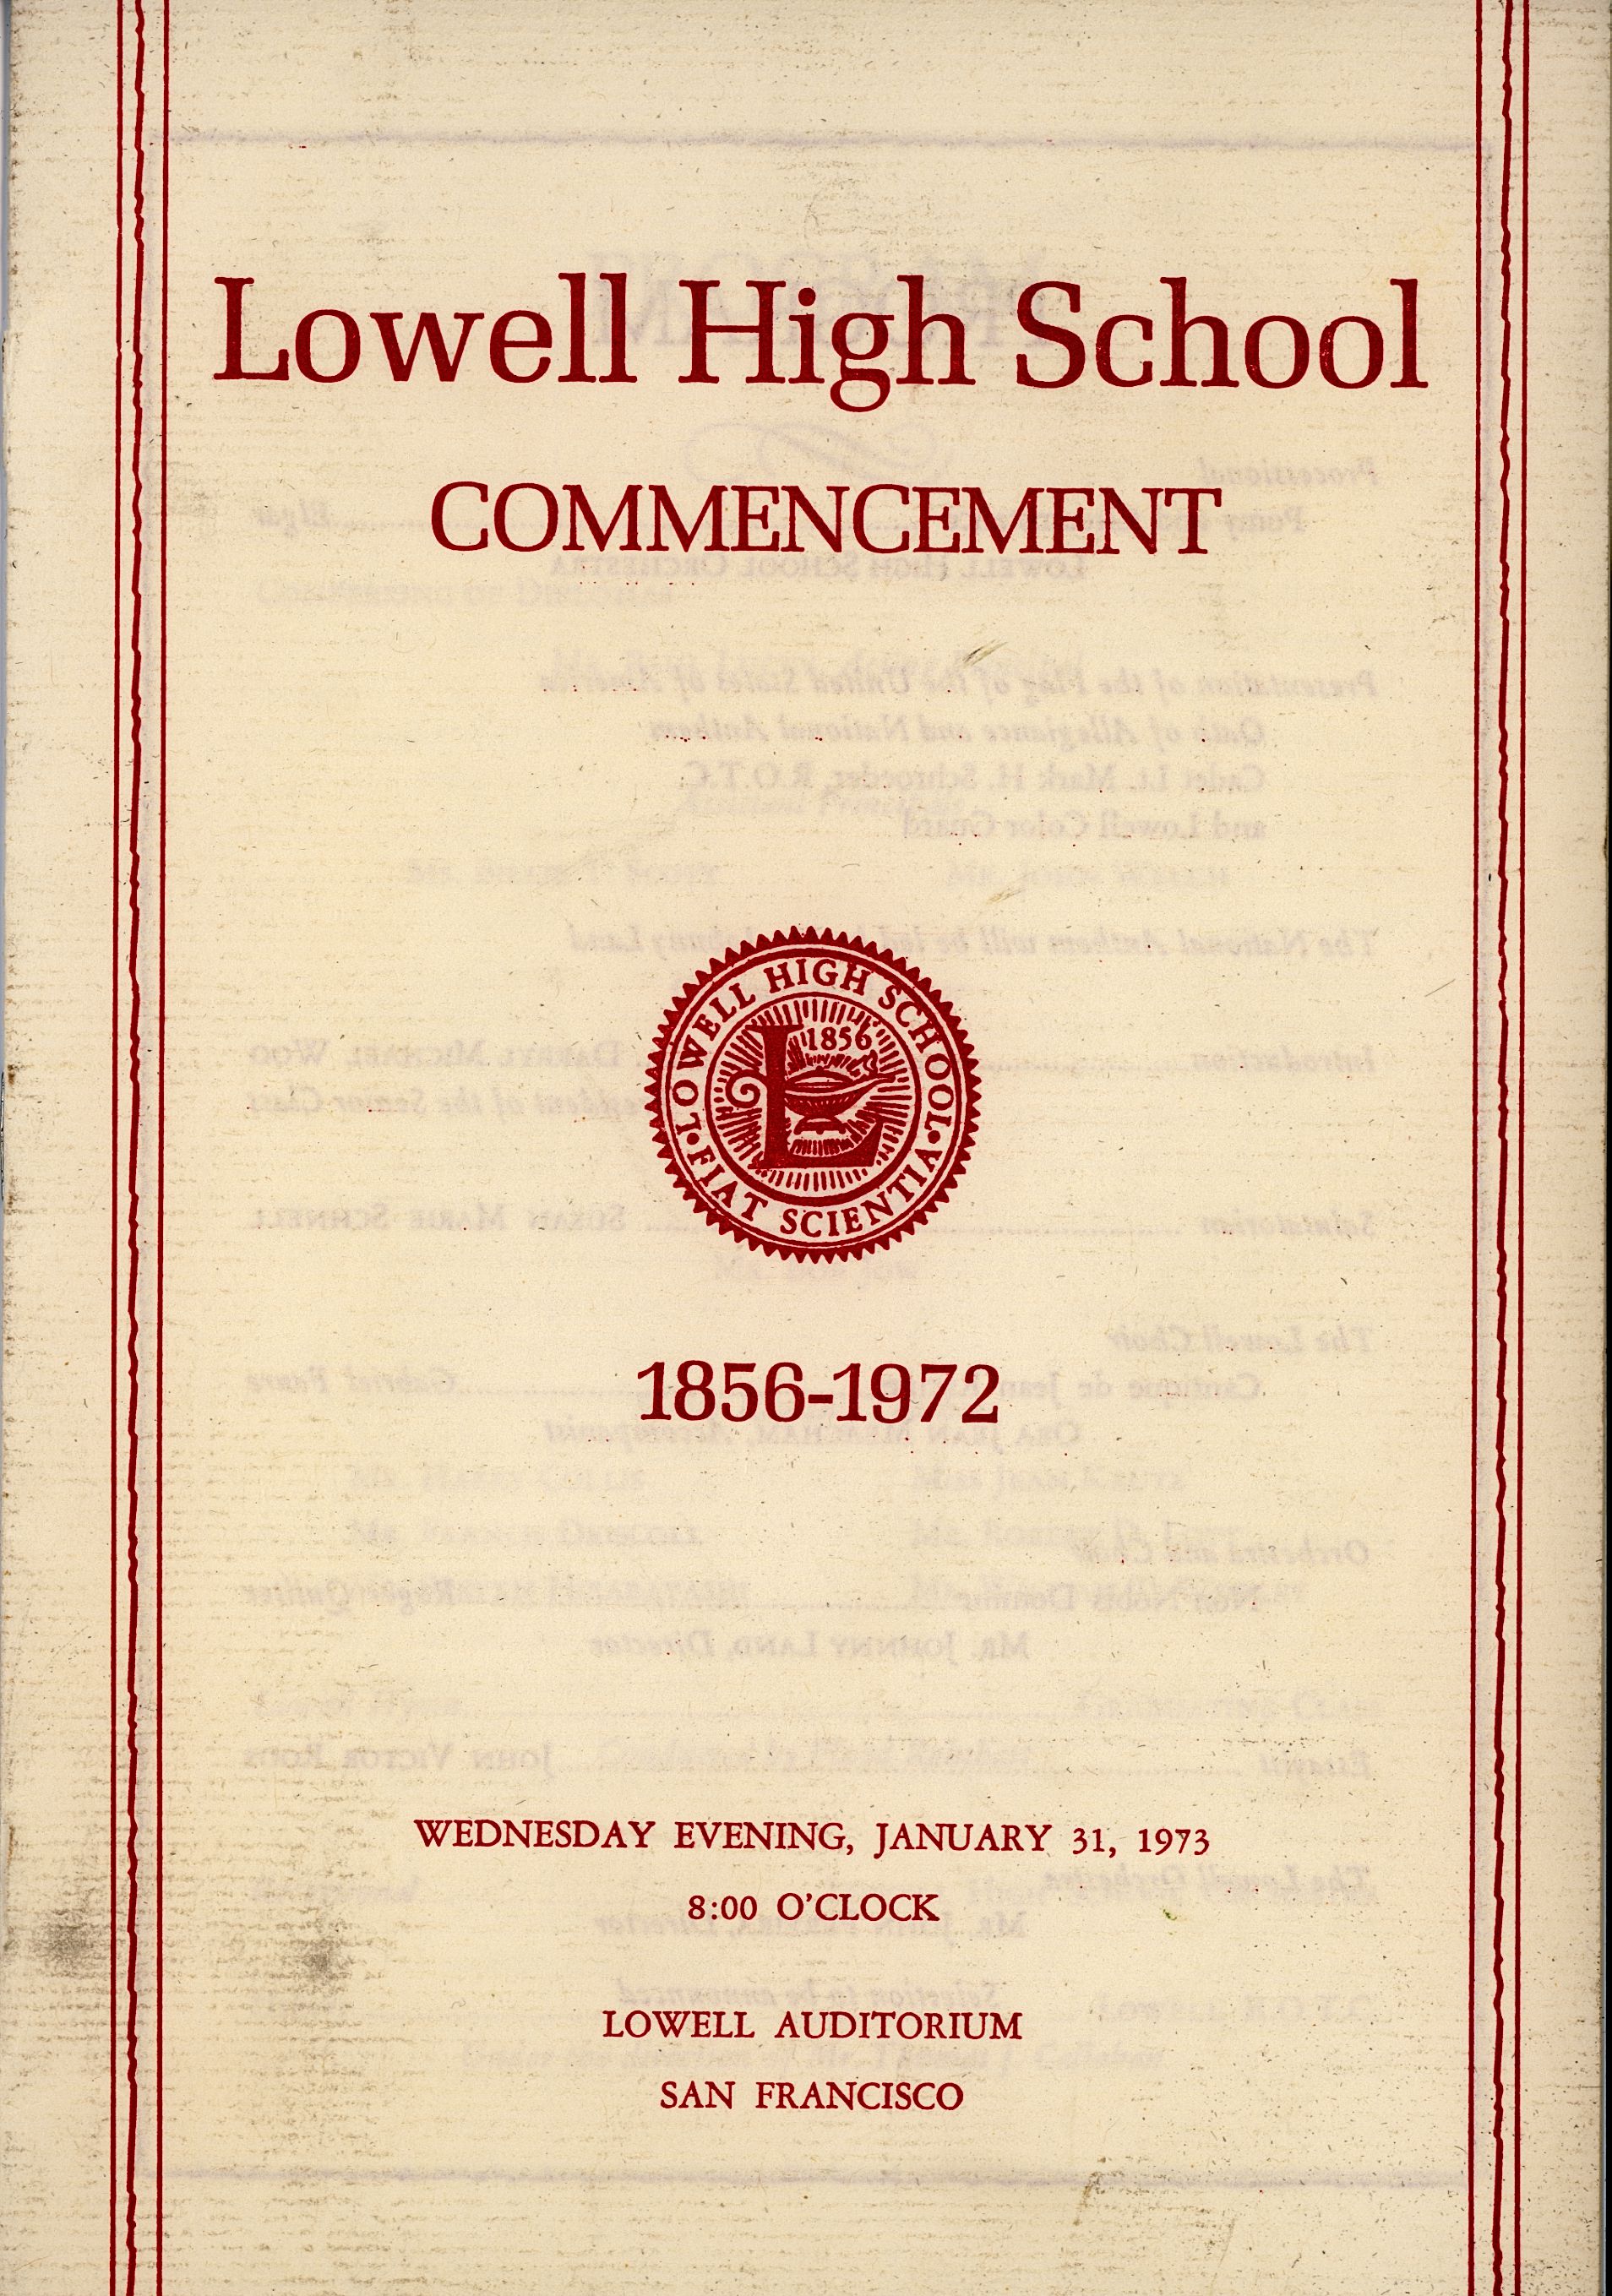 Lowell High School
COMMENCEMENT
LOWELL HIGH SCHOOL
1856
L
FIAT SCIENTIA
1856-1972
WEDNESDAY EVENING, JANUARY 31, 1973
8:00 O'CLOCK
LOWELL AUDITORIUM
SAN FRANCISCO